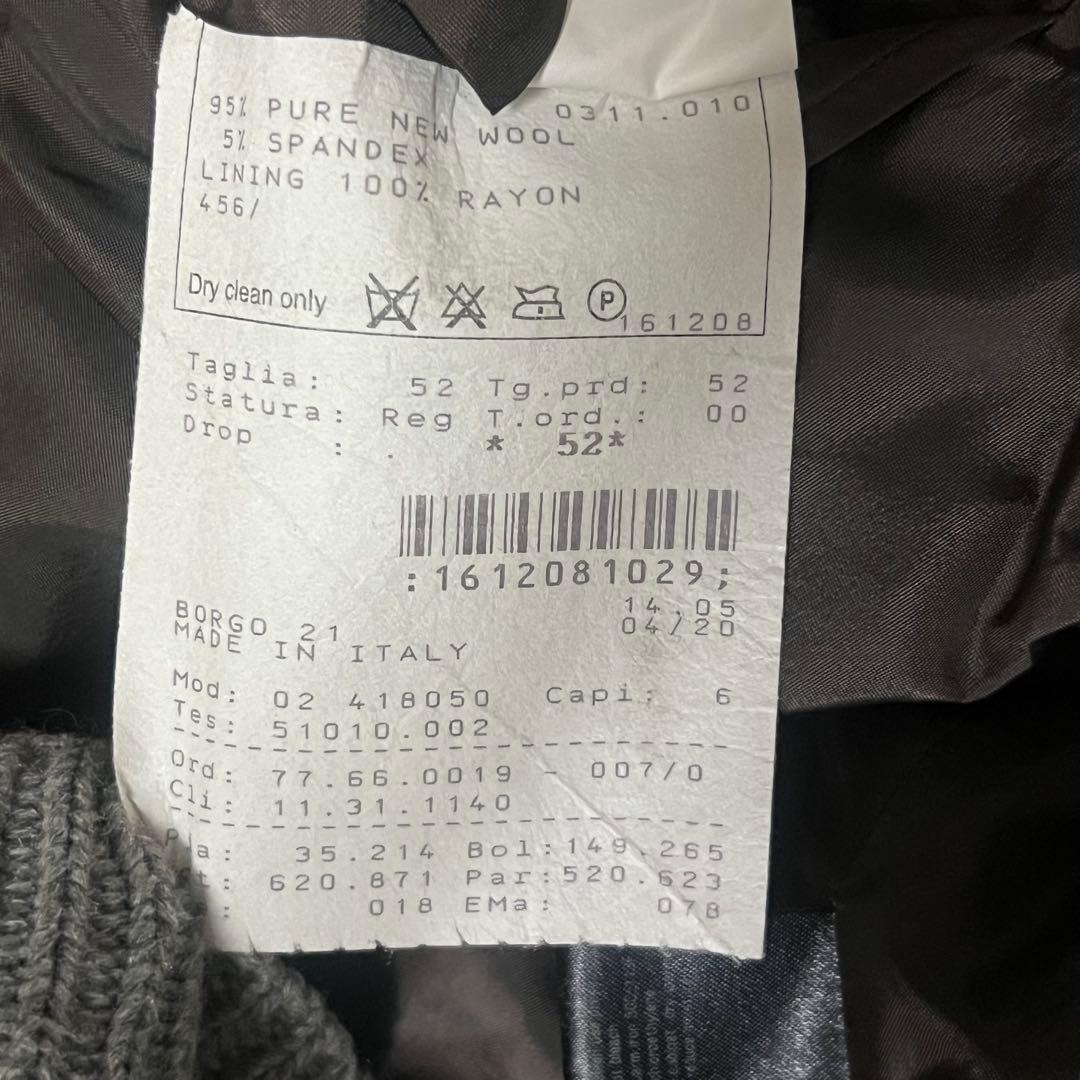 0311.010
95% PURE NEW WOOL
5% SPANDEX
LINING 100% RAYON
456/
Dry clean only P
161208
Taglia: 52 Tg.prd: 52
Statura: Reg T.ord.: 00
Drop : . * 52*
:1612081029;
14.05
BORGO 21 04/20
MADE IN ITALY
Mod: 02 418050 Capi: 6
Tes: 51010.002
Ord: 77.66.0019 - 007/0
Cli: 11.31.1140
a: 35.214 Bol:149.265
t: 620.871 Par:520.623
: 018 EMa: 078